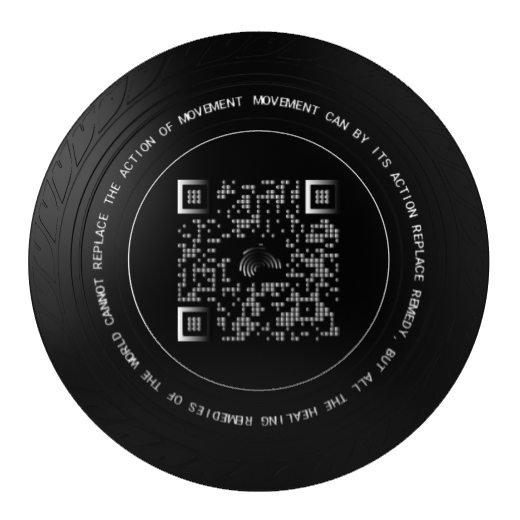 MOVEMENT CAN BY ITS ACTION REPLACE REMEDY, BUT ALL THE HEALING REMEDIES OF THE WORLD CANNOT REPLACE THE ACTION OF MOVEMENT